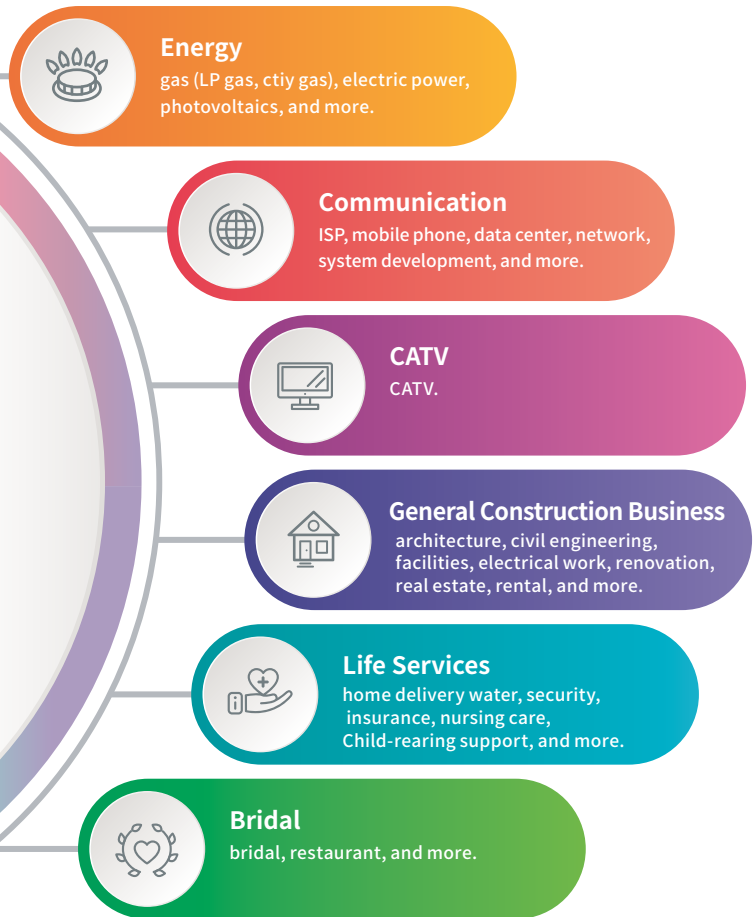 Energy
gas (LP gas, ctiy gas), electric power,
photovoltaics, and more.
Communication
ISP, mobile phone, data center, network,
system development, and more.
CATV
CATV.
General Construction Business
architecture, civil engineering,
facilities, electrical work, renovation,
real estate, rental, and more.
Life Services
home delivery water, security,
insurance, nursing care,
Child-rearing support, and more.
Bridal
bridal, restaurant, and more.